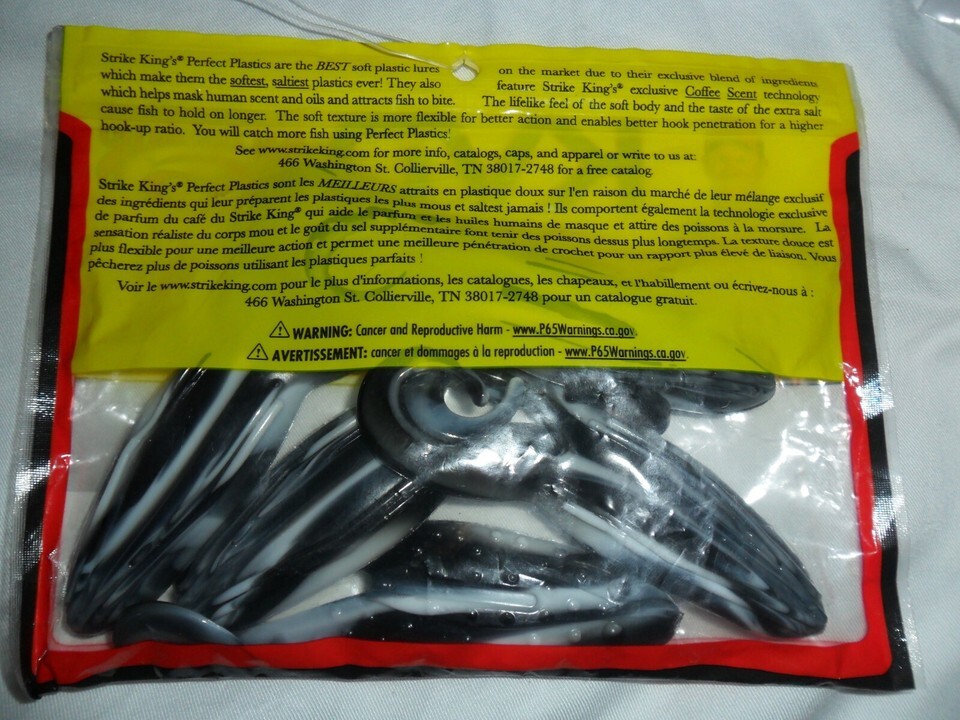 Strike King's® Perfect Plastics are the BEST soft plastic lures on the market due to their exclusive blend of ingredients
which make them the softest, saltiest plastics ever! They also feature Strike King's® exclusive Coffee Scent technology
which helps mask human scent and oils and attracts fish to bite. The lifelike feel of the soft body and the taste of the extra salt
cause fish to hold on longer. The soft texture is more flexible for better action and enables better hook penetration for a higher
hook-up ratio. You will catch more fish using Perfect Plastics!
See www.strikeking.com for more info, catalogs, caps, and apparel or write to us at:
466 Washington St. Collierville, TN 38017-2748 for a free catalog.
Strike King's® Perfect Plastics sont les MEILLEURS attraits en plastique doux sur l'en raison du marché de leur mélange exclusif
des ingrédients qui leur préparent les plastiques les plus mous et saltest jamais ! Ils comportent également la technologie exclusive
de parfum du café du Strike King® qui aide le parfum et les huiles humains de masque et attire des poissons à la morsure. La
sensation réaliste du corps mou et le goût du sel supplémentaire font tenir des poissons dessus plus longtemps. La texture douce est
plus flexible pour une meilleure action et permet une meilleure pénétration de crochet pour un rapport plus élevé de liaison. Vous
pêcherez plus de poissons utilisant les plastiques parfaits !
Voir le www.strikeking.com pour le plus d'informations, les catalogues, les chapeaux, et l'habillement ou écrivez-nous à :
466 Washington St. Collierville, TN 38017-2748 pour un catalogue gratuit.
⚠ WARNING: Cancer and Reproductive Harm - www.P65Warnings.ca.gov.
⚠ AVERTISSEMENT: cancer et dommages à la reproduction - www.P65Warnings.ca.gov.